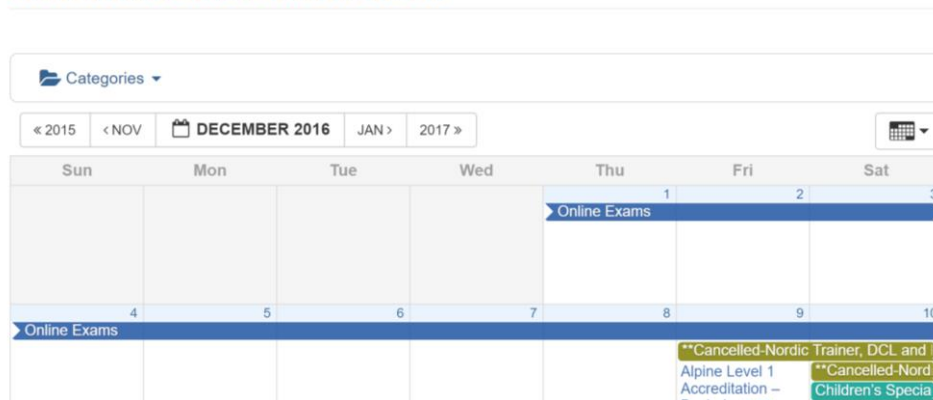 Categories
« 2015 < NOV DECEMBER 2016 JAN > 2017 »
Sun Mon Tue Wed Thu Fri Sat
1 2
Online Exams
4 5 6 7 8 9 10
Online Exams
**Cancelled-Nordic Trainer, DCL and
Alpine Level 1 **Cancelled-Nord
Accreditation – Children's Specia